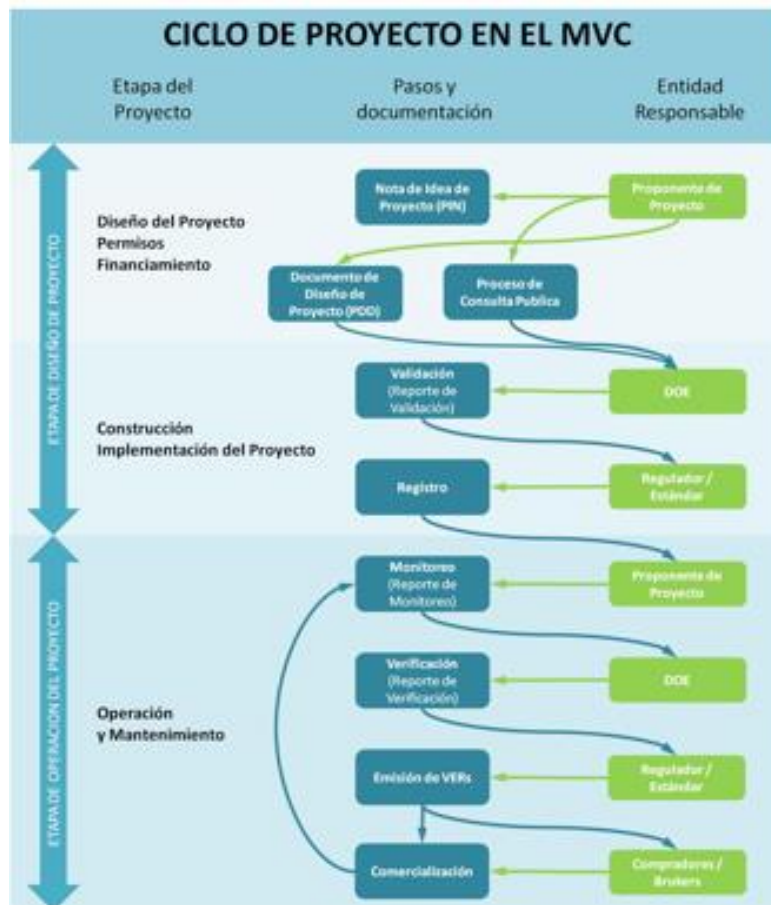 CICLO DE PROYECTO EN EL MVC
Etapa del
Proyecto
Pasos y
documentación
Entidad
Responsable
ETAPA DE DISEÑO DE PROYECTO
Diseño del Proyecto
Permisos
Financiamiento
Nota de Idea de
Proyecto (PIN)
Proponente de
Proyecto
Documento de
Diseño de
Proyecto (PDD)
Proceso de
Consulta Publica
Construcción
Implementación del Proyecto
Validación
(Reporte de
Validación)
DOE
Registro
Regulador /
Estándar
ETAPA DE OPERACION DEL PROYECTO
Operación
y Mantenimiento
Monitoreo
(Reporte de
Monitoreo)
Proponente de
Proyecto
Verificación
(Reporte de
Verificación)
DOE
Emisión de VERs
Regulador /
Estándar
Comercialización
Compradores /
Brokers